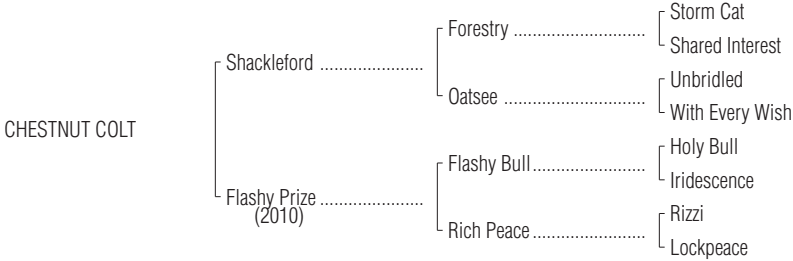 Storm Cat
Forestry ............................
Shared Interest
Shackleford ......................
Unbridled
Oatsee ..............................
With Every Wish
CHESTNUT COLT
Holy Bull
Flashy Bull........................
Iridescence
Flashy Prize ......................
(2010)
Rizzi
Rich Peace........................
Lockpeace